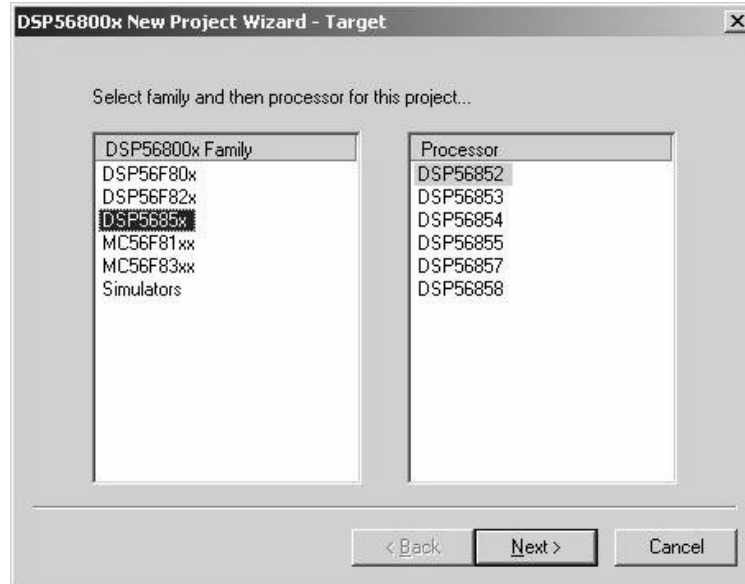 DSP56800x New Project Wizard - Target
Select family and then processor for this project...
DSP56800x Family
DSP56F80x
DSP56F82x
DSP5685x
MC56F81xx
MC56F83xx
Simulators
Processor
DSP56852
DSP56853
DSP56854
DSP56855
DSP56857
DSP56858
< Back
Next >
Cancel